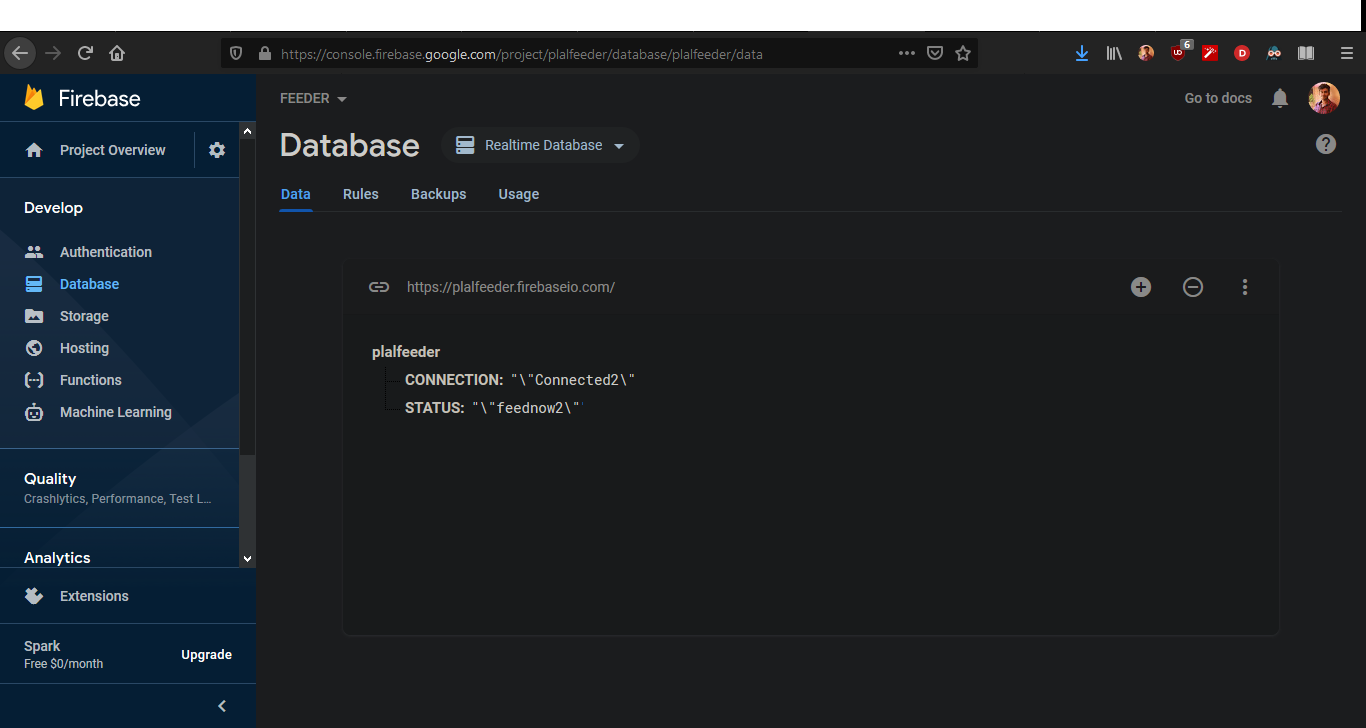 https://console.firebase.google.com/project/plalfeeder/database/plalfeeder/data
6
UD
D
Firebase
FEEDER
Go to docs
Project Overview
Database
Realtime Database
?
Data Rules Backups Usage
Develop
Authentication
Database
Storage
Hosting
Functions
Machine Learning
https://plalfeeder.firebaseio.com/
plalfeeder
CONNECTION: "\"Connected2\"
STATUS: "\"feednow2\"
Quality
Crashlytics, Performance, Test L...
Analytics
Extensions
Spark
Free $0/month
Upgrade